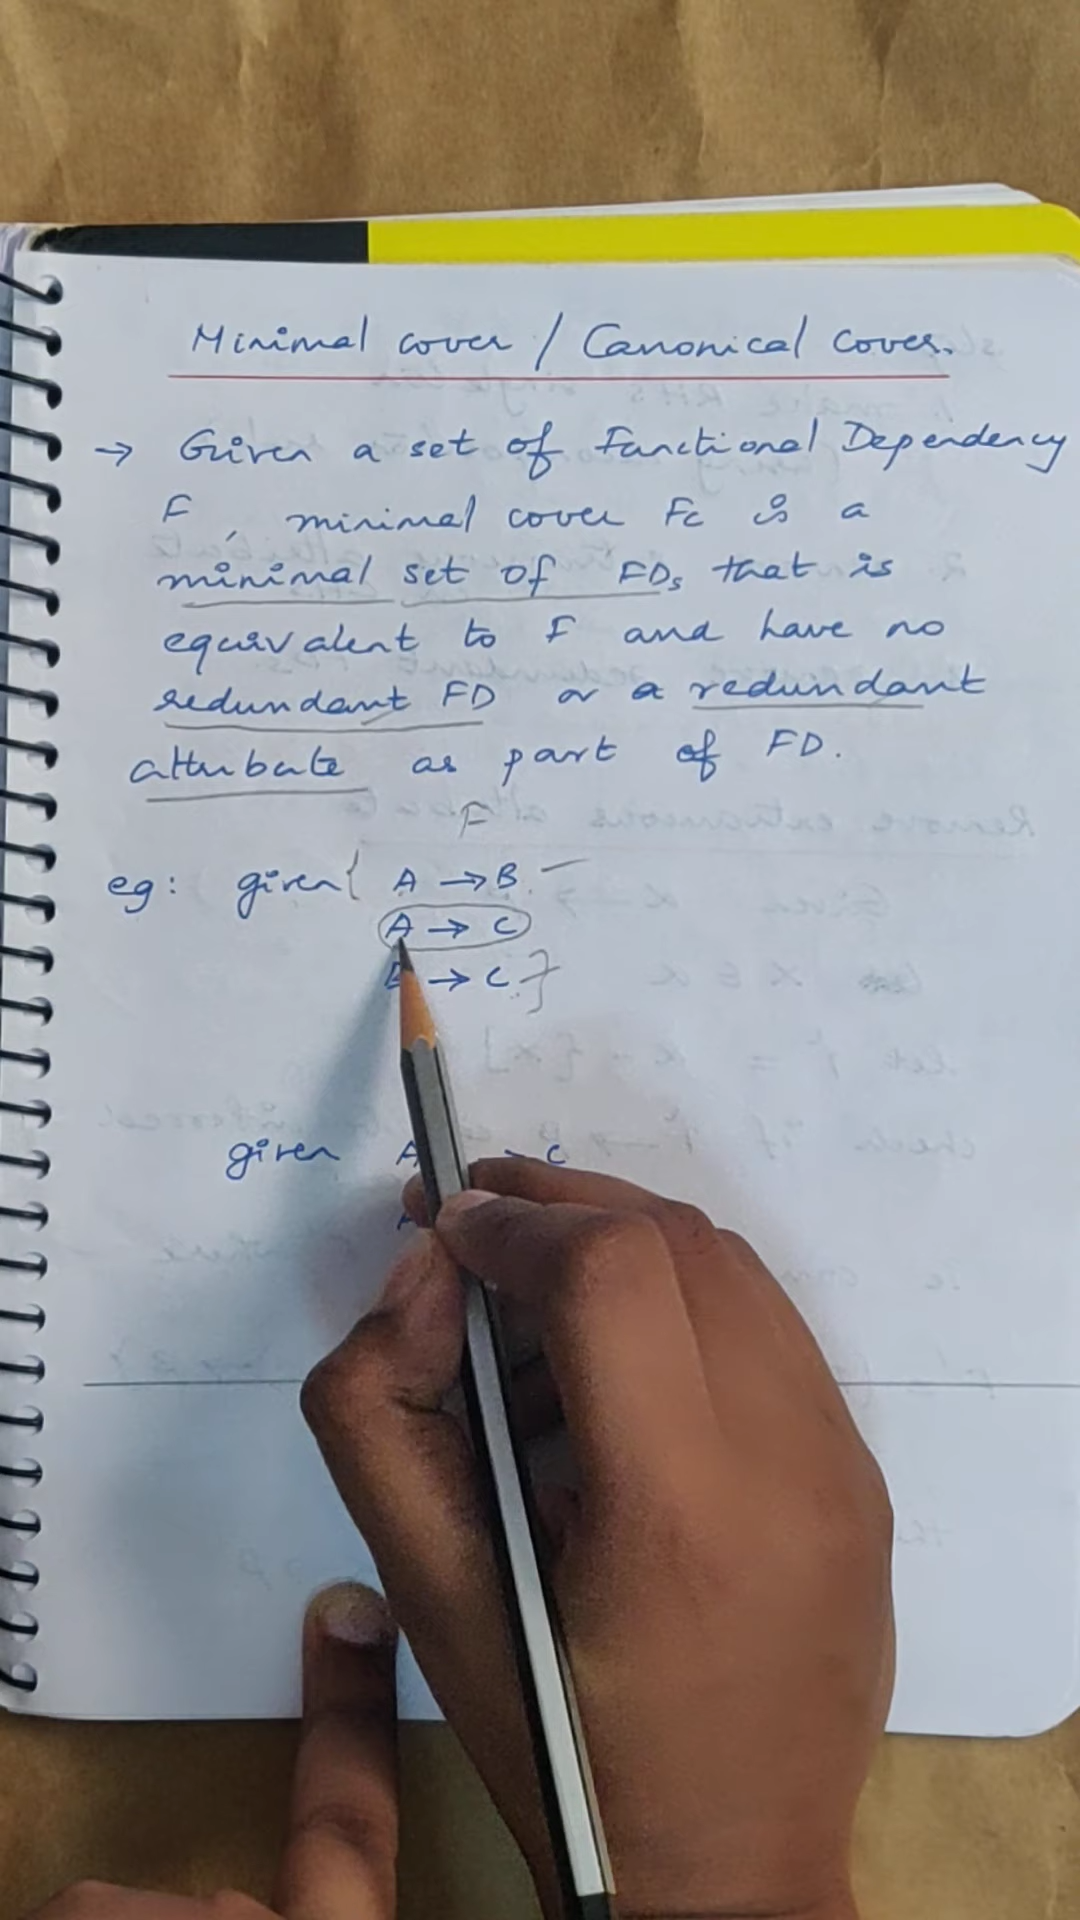 Minimal cover / Canonical cover.
→ Given a set of Functional Dependency
F, minimal cover Fc is a
minimal set of FDs that is
equivalent to F and have no
redundant FD or a redundant
attribute as part of FD.
F
eg: given { A → B
A → C
B → C }
given A C